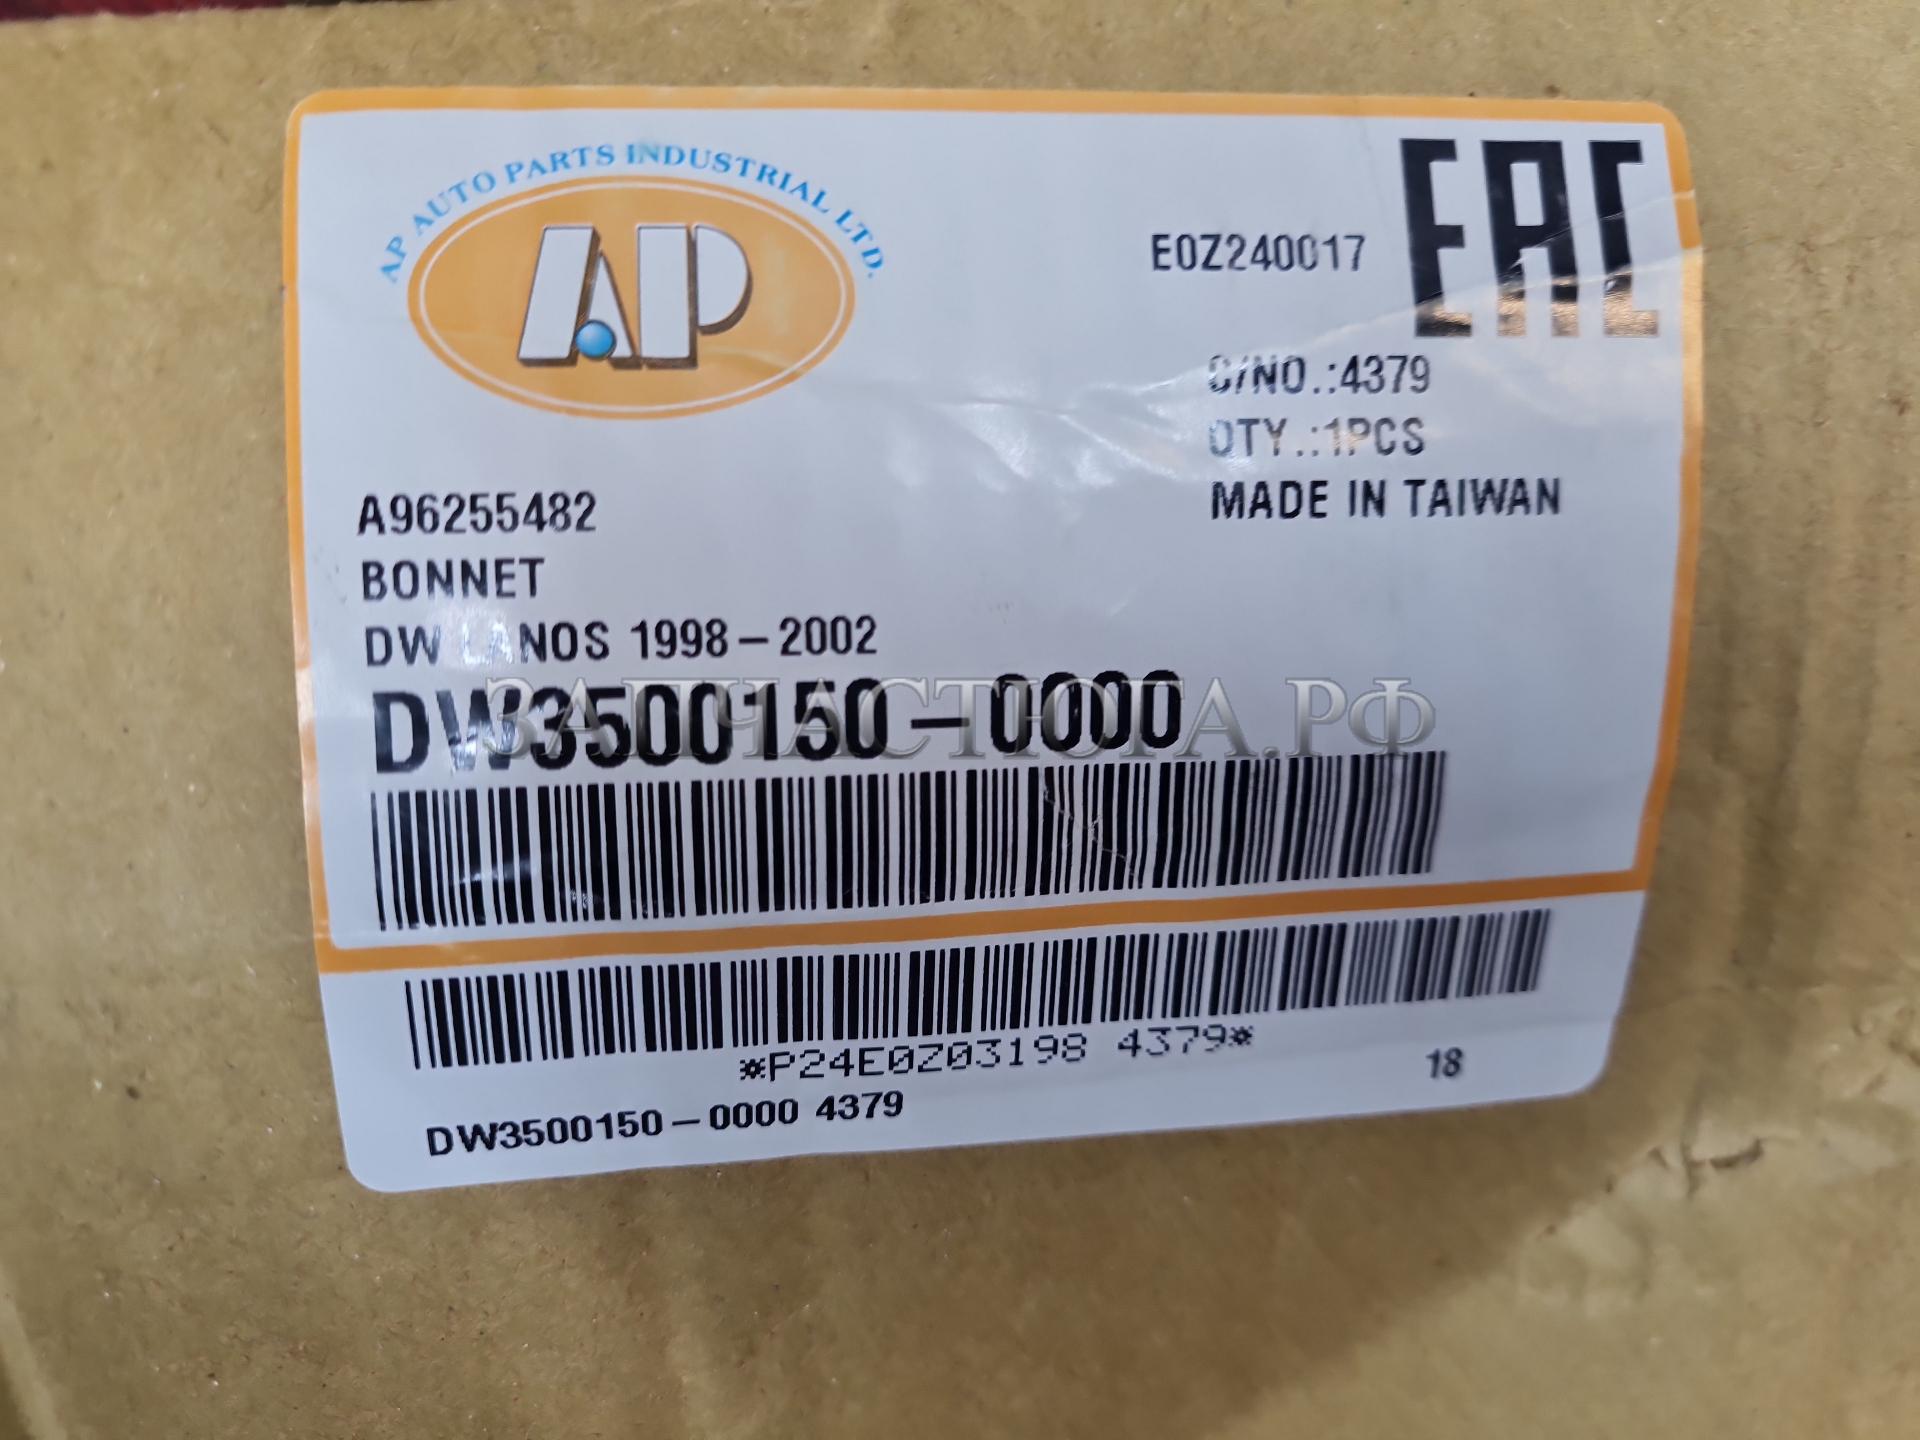 AP AUTO PARTS INDUSTRIAL LTD.
AP
E0Z240017
EAC
C/NO.:4379
QTY.:1PCS
MADE IN TAIWAN
A96255482
BONNET
DW LANOS 1998-2002
DW3500150-0000
ЗАПЧАСТЮГА.РФ
*P24E0Z03198 4379*
18
DW3500150-0000 4379